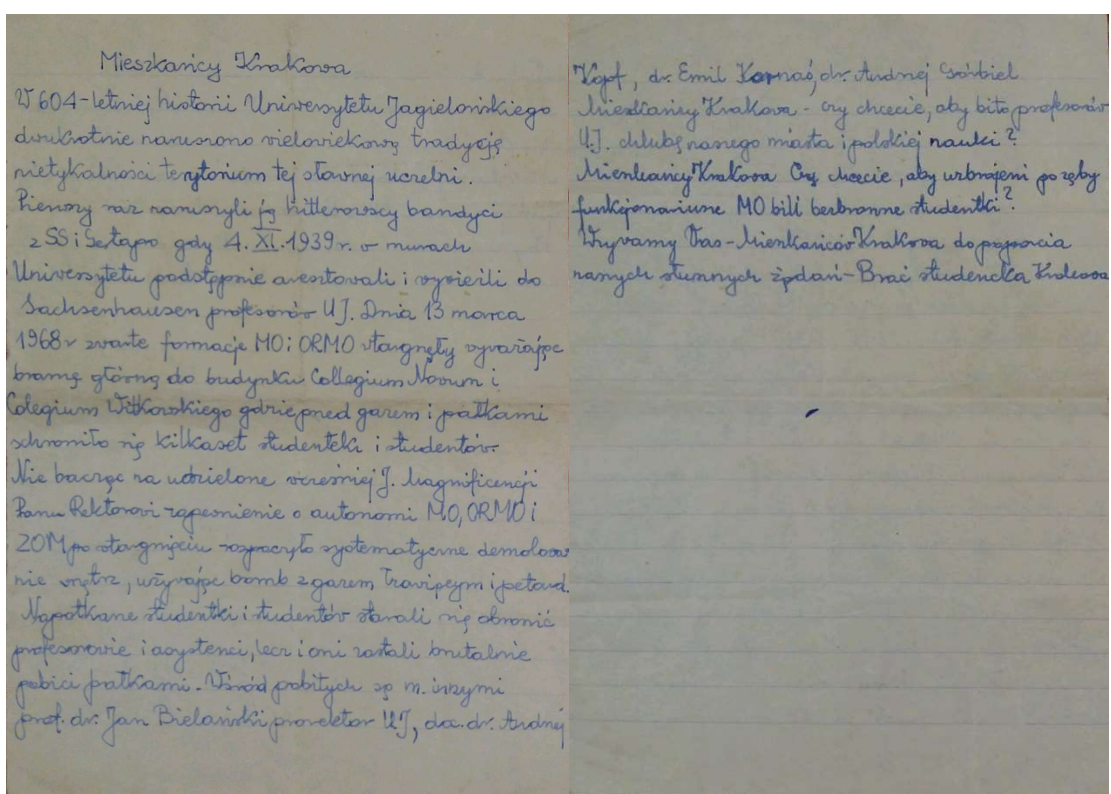 Mieszkańcy Krakowa
W 604-letniej historii Uniwersytetu Jagielońskiego
dwukrotnie naruszono wielowiekową tradycję
nietykalności terytorium tej sławnej uczelni.
Pierwszy raz naruszyli ją hitlerowscy bandyci
z SS i Gestapo gdy 4.XI.1939 r. w murach
Uniwersytetu podstępnie aresztowali i wywieźli do
Sachsenhausen profesorów UJ. Dnia 13 marca
1968 r zwarte formacje MO i ORMO wtargnęły wyważając
bramę główną do budynku Collegium Novum i
Colegium Witkowskiego gdzie przed gazem i pałkami
schroniło się kilkaset studentek i studentów.
Nie bacząc na udzielone wcześniej J. Magnificencji
Panu Rektorowi zapewnienie o autonomi MO, ORMO i
ZOM po wtargnięciu rozpoczęło systematyczne demolowa
nie wnętrz, używając bomb z gazem łzawiącym i petard.
Napotkane studentki i studentów starali się obronić
profesorowie i asystenci, lecz i oni zostali brutalnie
pobici pałkami. Wśród pobitych są m. innymi
prof. dr. Jan Bielański prorektor UJ, doc. dr. Andrzej
Kopf, dr. Emil Kornaś, dr. Andrzej Górbiel
Mieszkańcy Krakowa - czy chcecie, aby bito profesorów
U.J. chlubę naszego miasta i polskiej nauki?
Mieszkańcy Krakowa Czy chcecie, aby uzbrojeni po zęby
funkcjonariusze MO bili bezbronne studentki?
Wzywamy Was - Mieszkańców Krakowa do poparcia
naszych słusznych żądań - Brać studencka Krakowa